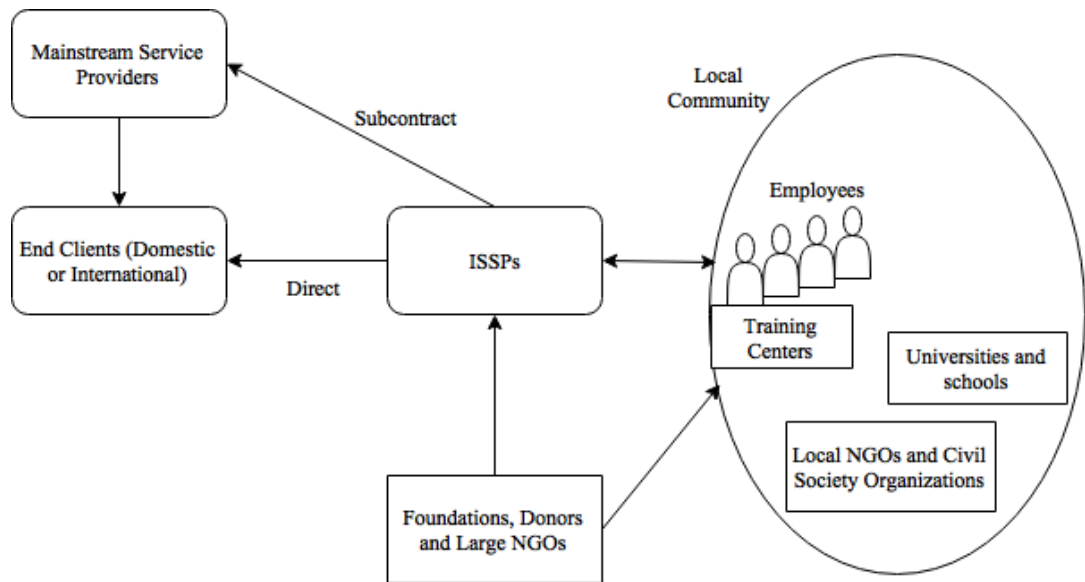 Mainstream Service
Providers
Local
Community
Subcontract
Employees
End Clients (Domestic
or International)
ISSPs
Direct
Training
Centers
Universities and
schools
Local NGOs and Civil
Society Organizations
Foundations, Donors
and Large NGOs